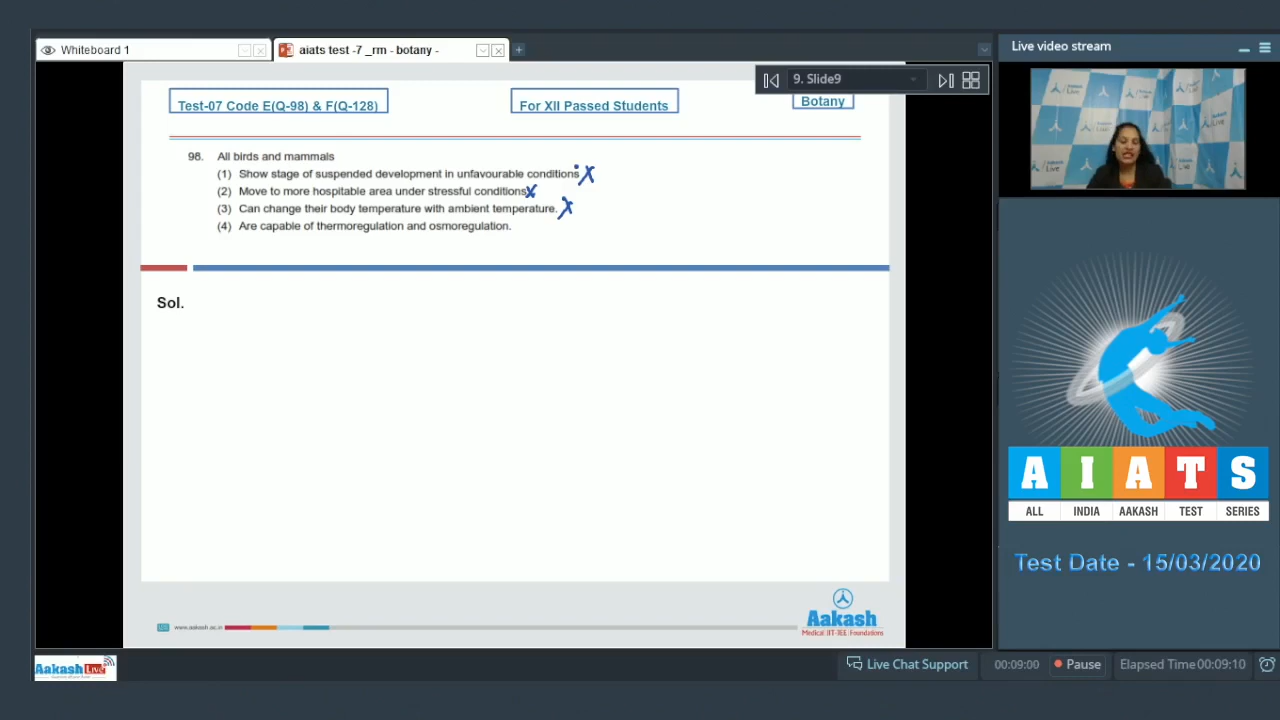 Whiteboard 1
aiats test -7 _rm - botany -
Live video stream
9. Slide9
Test-07 Code E(Q-98) & F(Q-128)
For XII Passed Students
Botany
98. All birds and mammals
(1) Show stage of suspended development in unfavourable conditions
(2) Move to more hospitable area under stressful conditions
(3) Can change their body temperature with ambient temperature.
(4) Are capable of thermoregulation and osmoregulation.
Sol.
A I A T S
ALL INDIA AAKASH TEST SERIES
Test Date - 15/03/2020
www.aakash.ac.in
Aakash
Medical|IIT-JEE|Foundations
Aakash Live
Live Chat Support
00:09:00
Pause
Elapsed Time 00:09:10